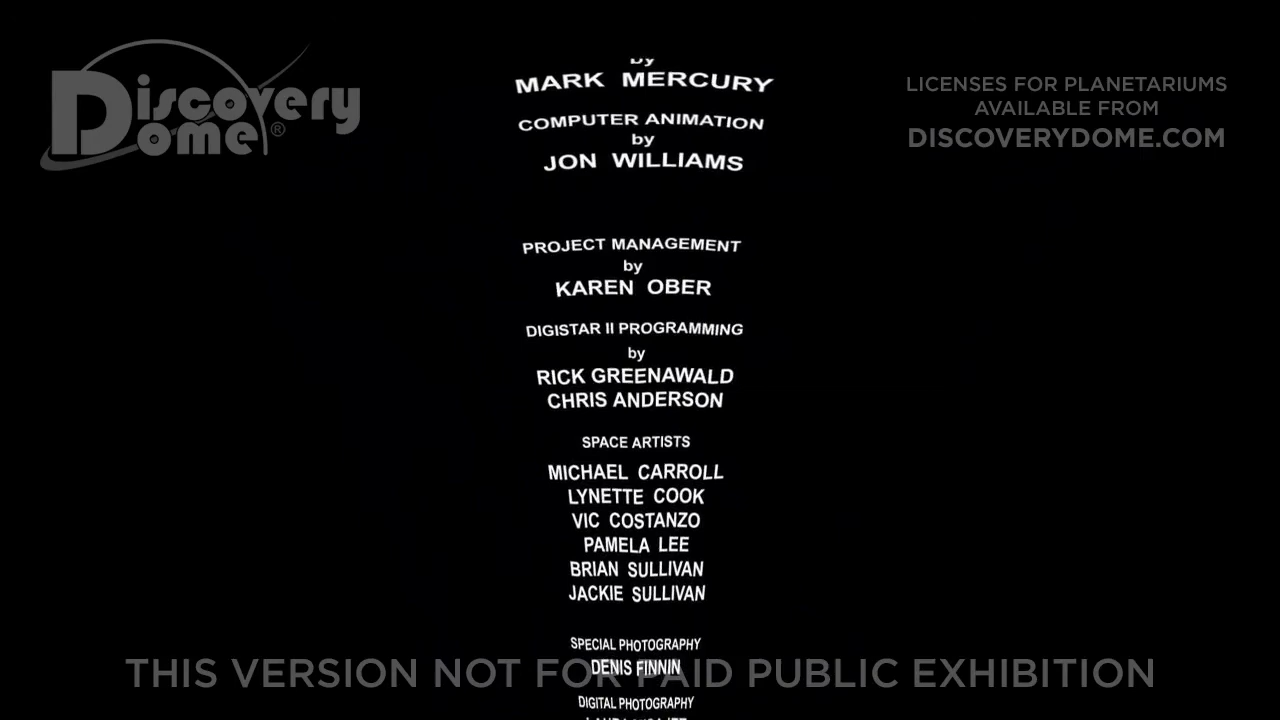 Discovery
Dome®
LICENSES FOR PLANETARIUMS
AVAILABLE FROM
DISCOVERYDOME.COM
by
MARK MERCURY
COMPUTER ANIMATION
by
JON WILLIAMS
PROJECT MANAGEMENT
by
KAREN OBER
DIGISTAR II PROGRAMMING
by
RICK GREENAWALD
CHRIS ANDERSON
SPACE ARTISTS
MICHAEL CARROLL
LYNETTE COOK
VIC COSTANZO
PAMELA LEE
BRIAN SULLIVAN
JACKIE SULLIVAN
SPECIAL PHOTOGRAPHY
DENIS FINNIN
THIS VERSION NOT FOR PAID PUBLIC EXHIBITION
DIGITAL PHOTOGRAPHY